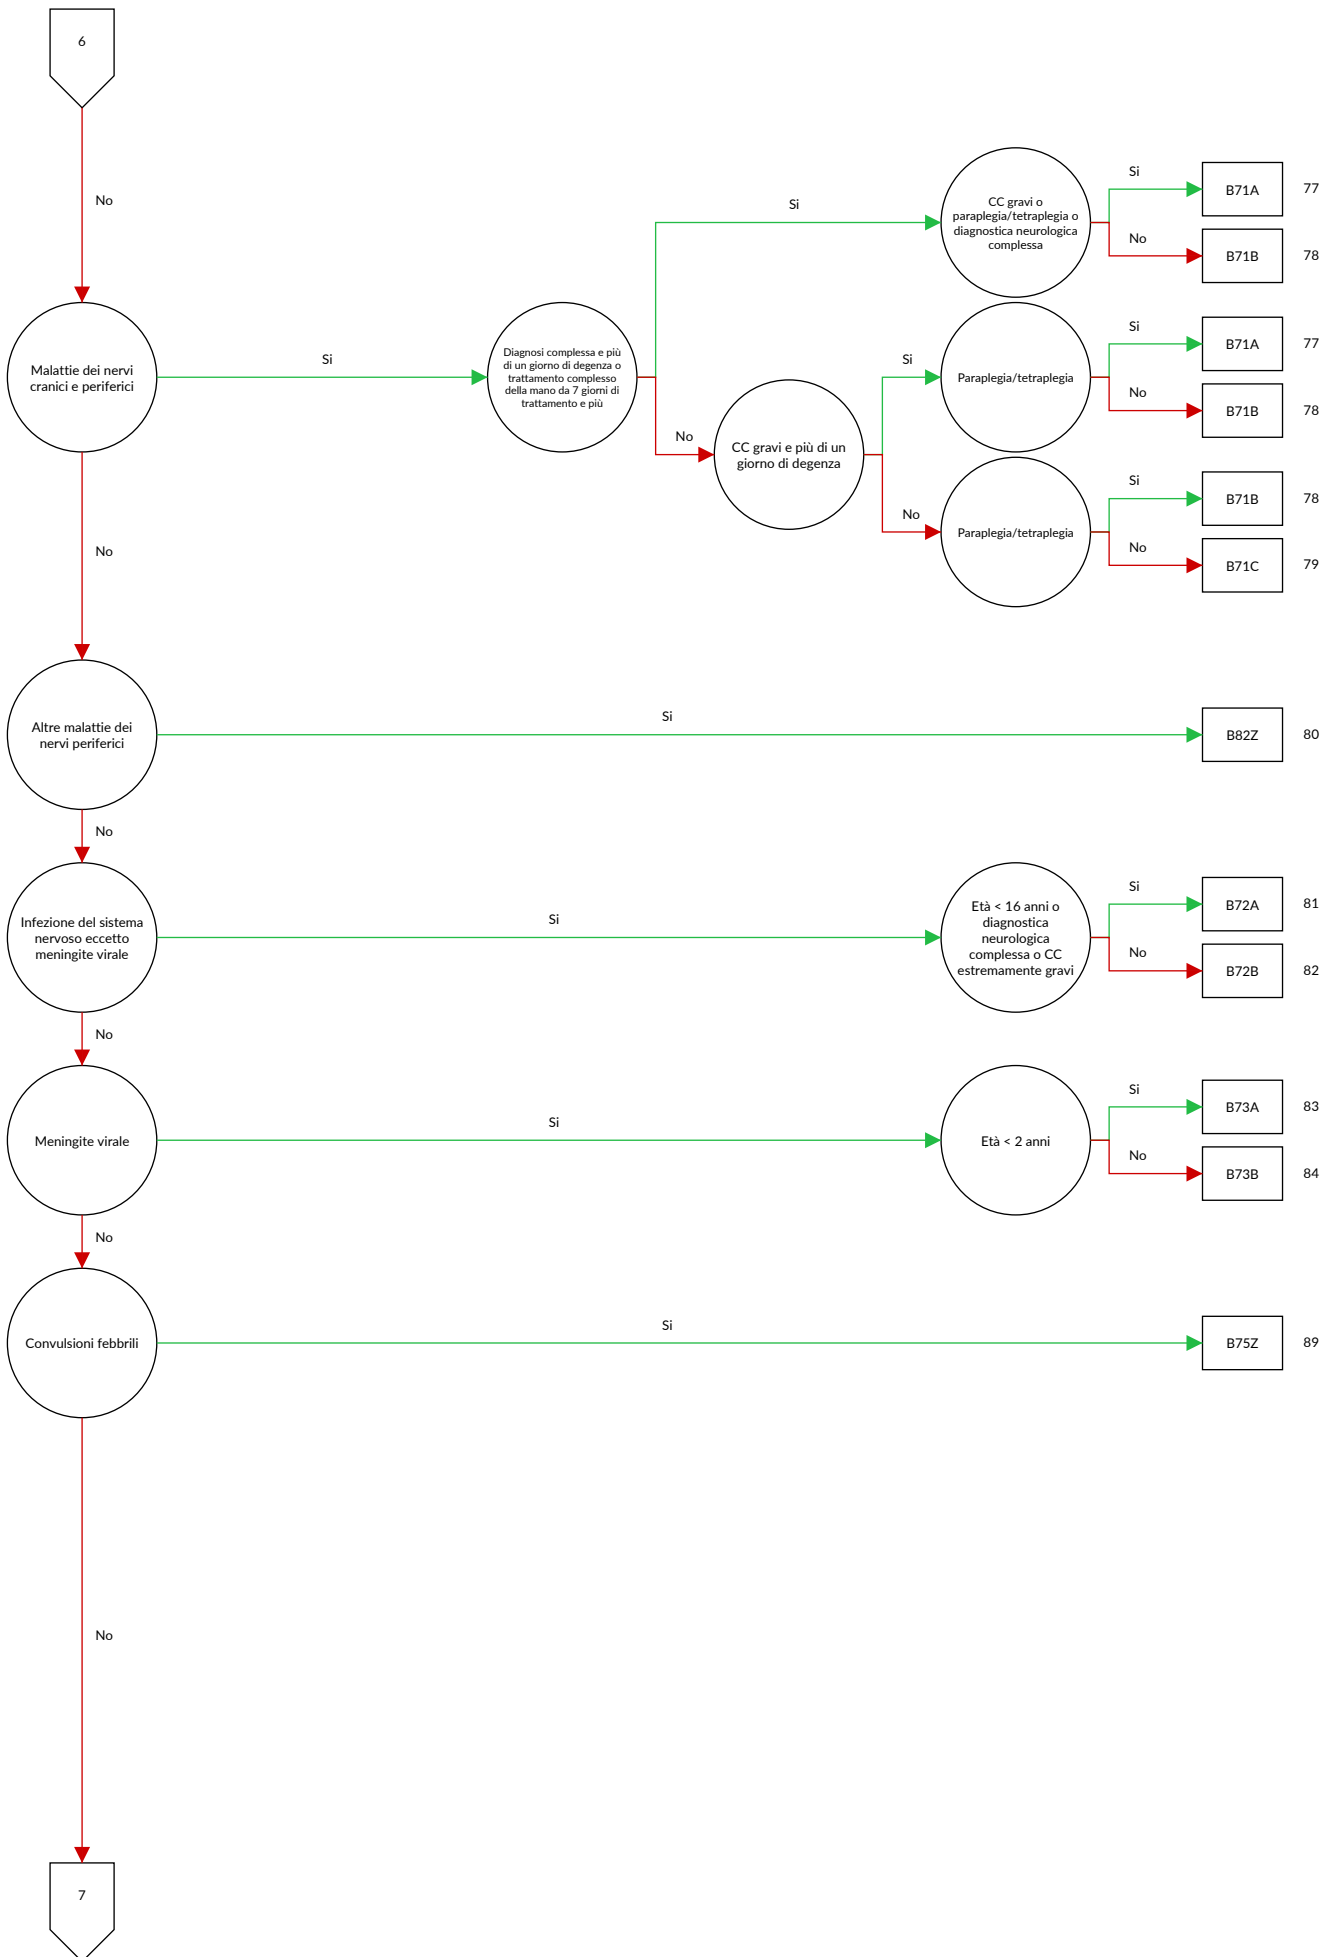 6
No
Malattie dei nervi
cranici e periferici
Si
Diagnosi complessa e più
di un giorno di degenza o
trattamento complesso
della mano da 7 giorni di
trattamento e più
Si
CC gravi o
paraplegia/tetraplegia o
diagnostica neurologica
complessa
Si
B71A
77
No
B71B
78
No
CC gravi e più di un
giorno di degenza
Si
Paraplegia/tetraplegia
Si
B71A
77
No
B71B
78
No
Paraplegia/tetraplegia
Si
B71B
78
No
B71C
79
No
Altre malattie dei
nervi periferici
Si
B82Z
80
No
Infezione del sistema
nervoso eccetto
meningite virale
Si
Età < 16 anni o
diagnostica
neurologica
complessa o CC
estremamente gravi
Si
B72A
81
No
B72B
82
No
Meningite virale
Si
Età < 2 anni
Si
B73A
83
No
B73B
84
No
Convulsioni febbrili
Si
B75Z
89
No
7